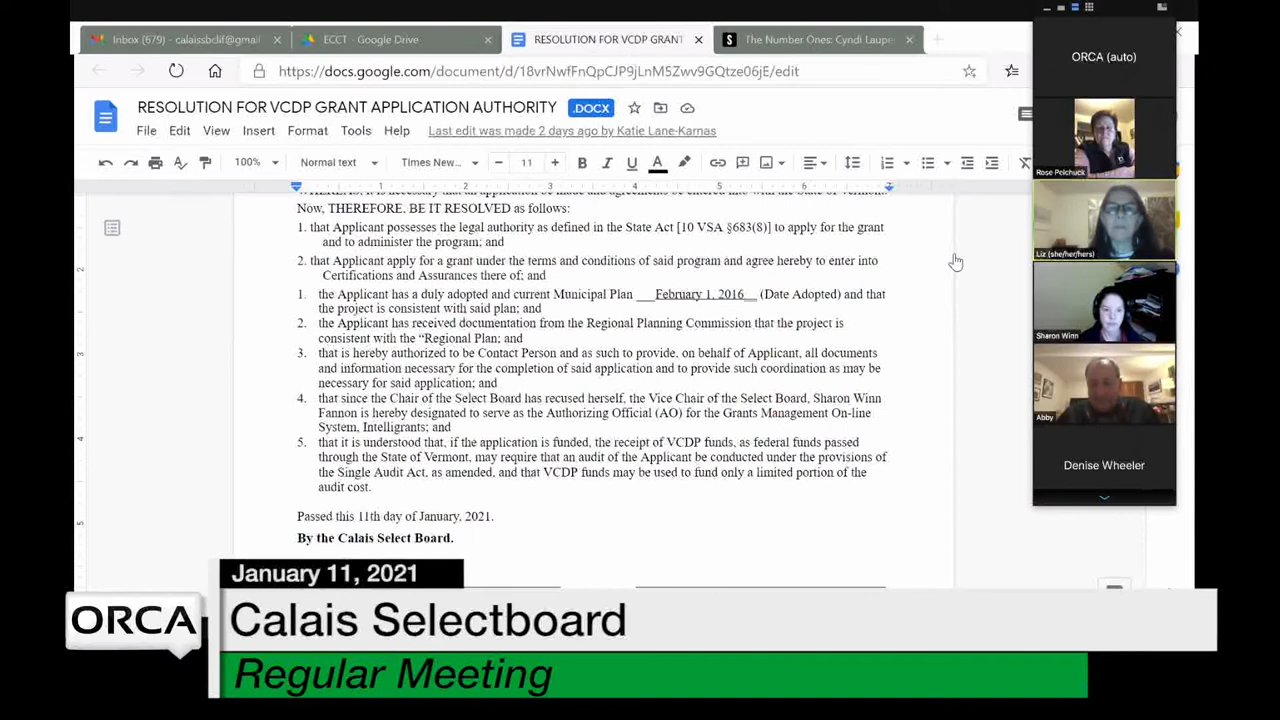 Inbox (679) - calaissbclif@gmail
ECCT - Google Drive
RESOLUTION FOR VCDP GRANT
The Number Ones: Cyndi Lauper
https://docs.google.com/document/d/18vrNwfFnQpCJP9jLnM5Zwv9GQtze06jE/edit
RESOLUTION FOR VCDP GRANT APPLICATION AUTHORITY .DOCX
File Edit View Insert Format Tools Help Last edit was made 2 days ago by Katie Lane-Karnas
100% Normal text Times New... 11 B I U A
1 2 3 4 5 6 7
Now, THEREFORE, BE IT RESOLVED as follows:
1. that Applicant possesses the legal authority as defined in the State Act [10 VSA §683(8)] to apply for the grant
and to administer the program; and
2. that Applicant apply for a grant under the terms and conditions of said program and agree hereby to enter into
Certifications and Assurances there of; and
1. the Applicant has a duly adopted and current Municipal Plan ___February 1, 2016__ (Date Adopted) and that
the project is consistent with said plan; and
2. the Applicant has received documentation from the Regional Planning Commission that the project is
consistent with the “Regional Plan; and
3. that is hereby authorized to be Contact Person and as such to provide, on behalf of Applicant, all documents
and information necessary for the completion of said application and to provide such coordination as may be
necessary for said application; and
4. that since the Chair of the Select Board has recused herself, the Vice Chair of the Select Board, Sharon Winn
Fannon is hereby designated to serve as the Authorizing Official (AO) for the Grants Management On-line
System, Intelligrants; and
5. that it is understood that, if the application is funded, the receipt of VCDP funds, as federal funds passed
through the State of Vermont, may require that an audit of the Applicant be conducted under the provisions of
the Single Audit Act, as amended, and that VCDP funds may be used to fund only a limited portion of the
audit cost.
Passed this 11th day of January, 2021.
By the Calais Select Board.
2
3
4
5
ORCA (auto)
Rose Pelchuck
Liz (she/her/hers)
Sharon Winn
Abby
Denise Wheeler
January 11, 2021
ORCA
Calais Selectboard
Regular Meeting